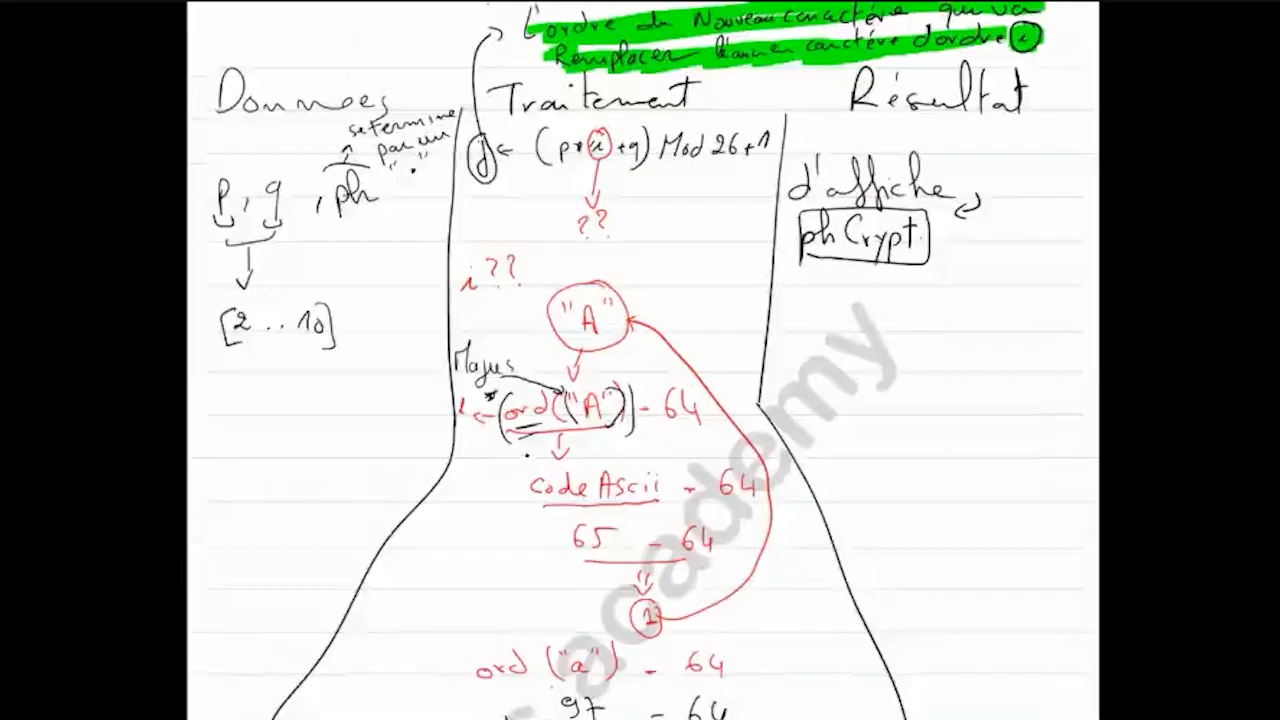 l'ordre du Nouveau caractère qui va
Remplacer l'ancien caractère d'ordre i
Données
Traitement
Résultat
se termine
par un
"."
p, q, ph
j ← (p*i+q) Mod 26+1
??
d'affiche
ph Crypt
i ??
[2..10]
"A"
Majus
i ← (ord("A")) - 64
code Ascii - 64
65 - 64
1
ord ("a") - 64
97 - 64
academy